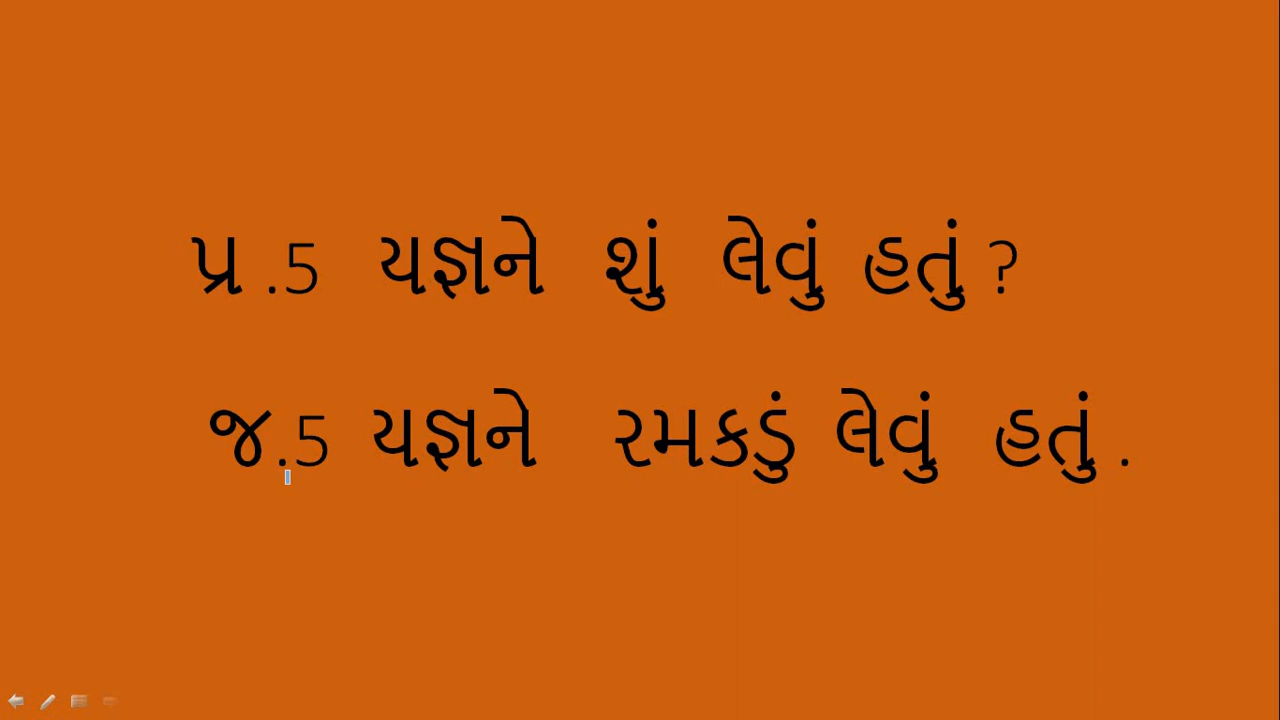 પ્ર .5 યજ્ઞને શું લેવું હતું ?
જ.5 યજ્ઞને રમકડું લેવું હતું .